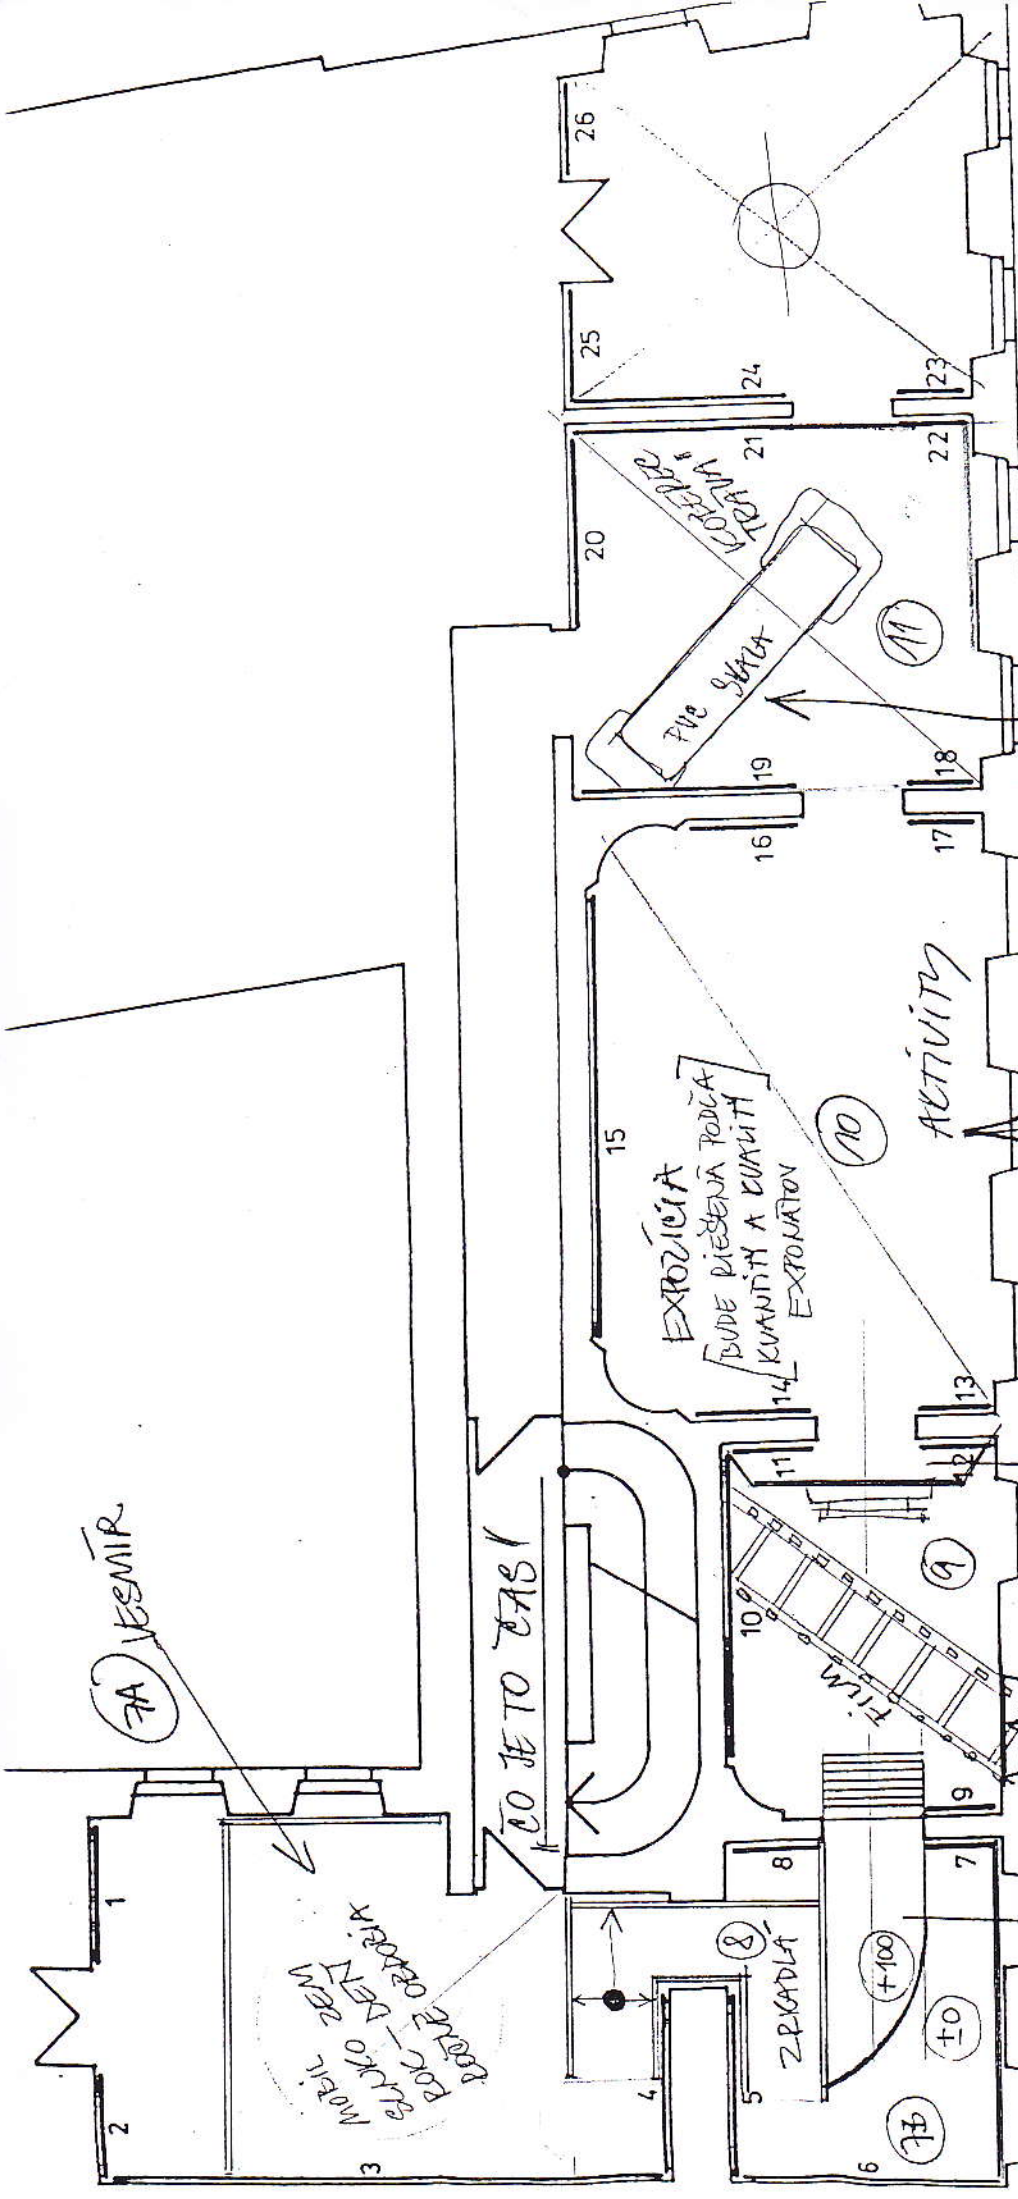 7A
VESMÍR
1
2
3
MOBIL ZEM
SLNKO DEŇ
ROK –
ROČNÉ OBDOBIA
"ČO JE TO ČAS"
4
5
6
7B
±0
+100
8
ZRKADLÁ
7
8
9
10
FILM
9
11
12
13
14
EXPOZÍCIA
[BUDE RIEŠENÁ PODĽA]
[KVANTITY A KVALITY]
EXPONÁTOV
15
10
AKTIVITY
16
17
18
19
PVC SKALA
11
20
KOBEREC
"TRÁVA"
21
22
23
24
25
26